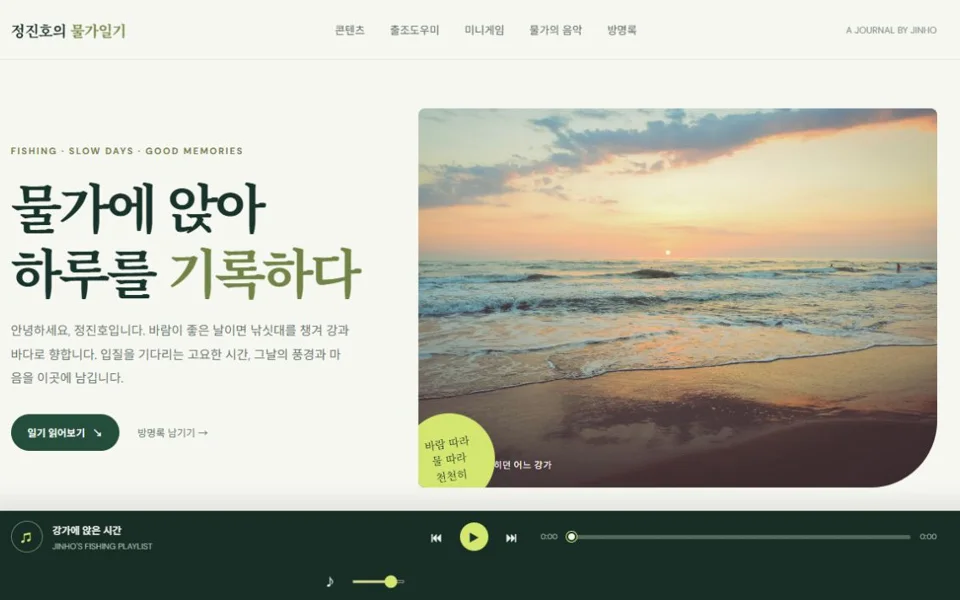 정진호의 물가일기
콘텐츠
출조도우미
미니게임
물가의 음악
방명록
A JOURNAL BY JINHO
FISHING · SLOW DAYS · GOOD MEMORIES
물가에 앉아
하루를 기록하다
안녕하세요, 정진호입니다. 바람이 좋은 날이면 낚싯대를 챙겨 강과
바다로 향합니다. 입질을 기다리는 고요한 시간, 그날의 풍경과 마
음을 이곳에 남깁니다.
일기 읽어보기 ↘
방명록 남기기 →
바람 따라
물 따라
천천히
히던 어느 강가
강가에 앉은 시간
JINHO'S FISHING PLAYLIST
0:00
0:00